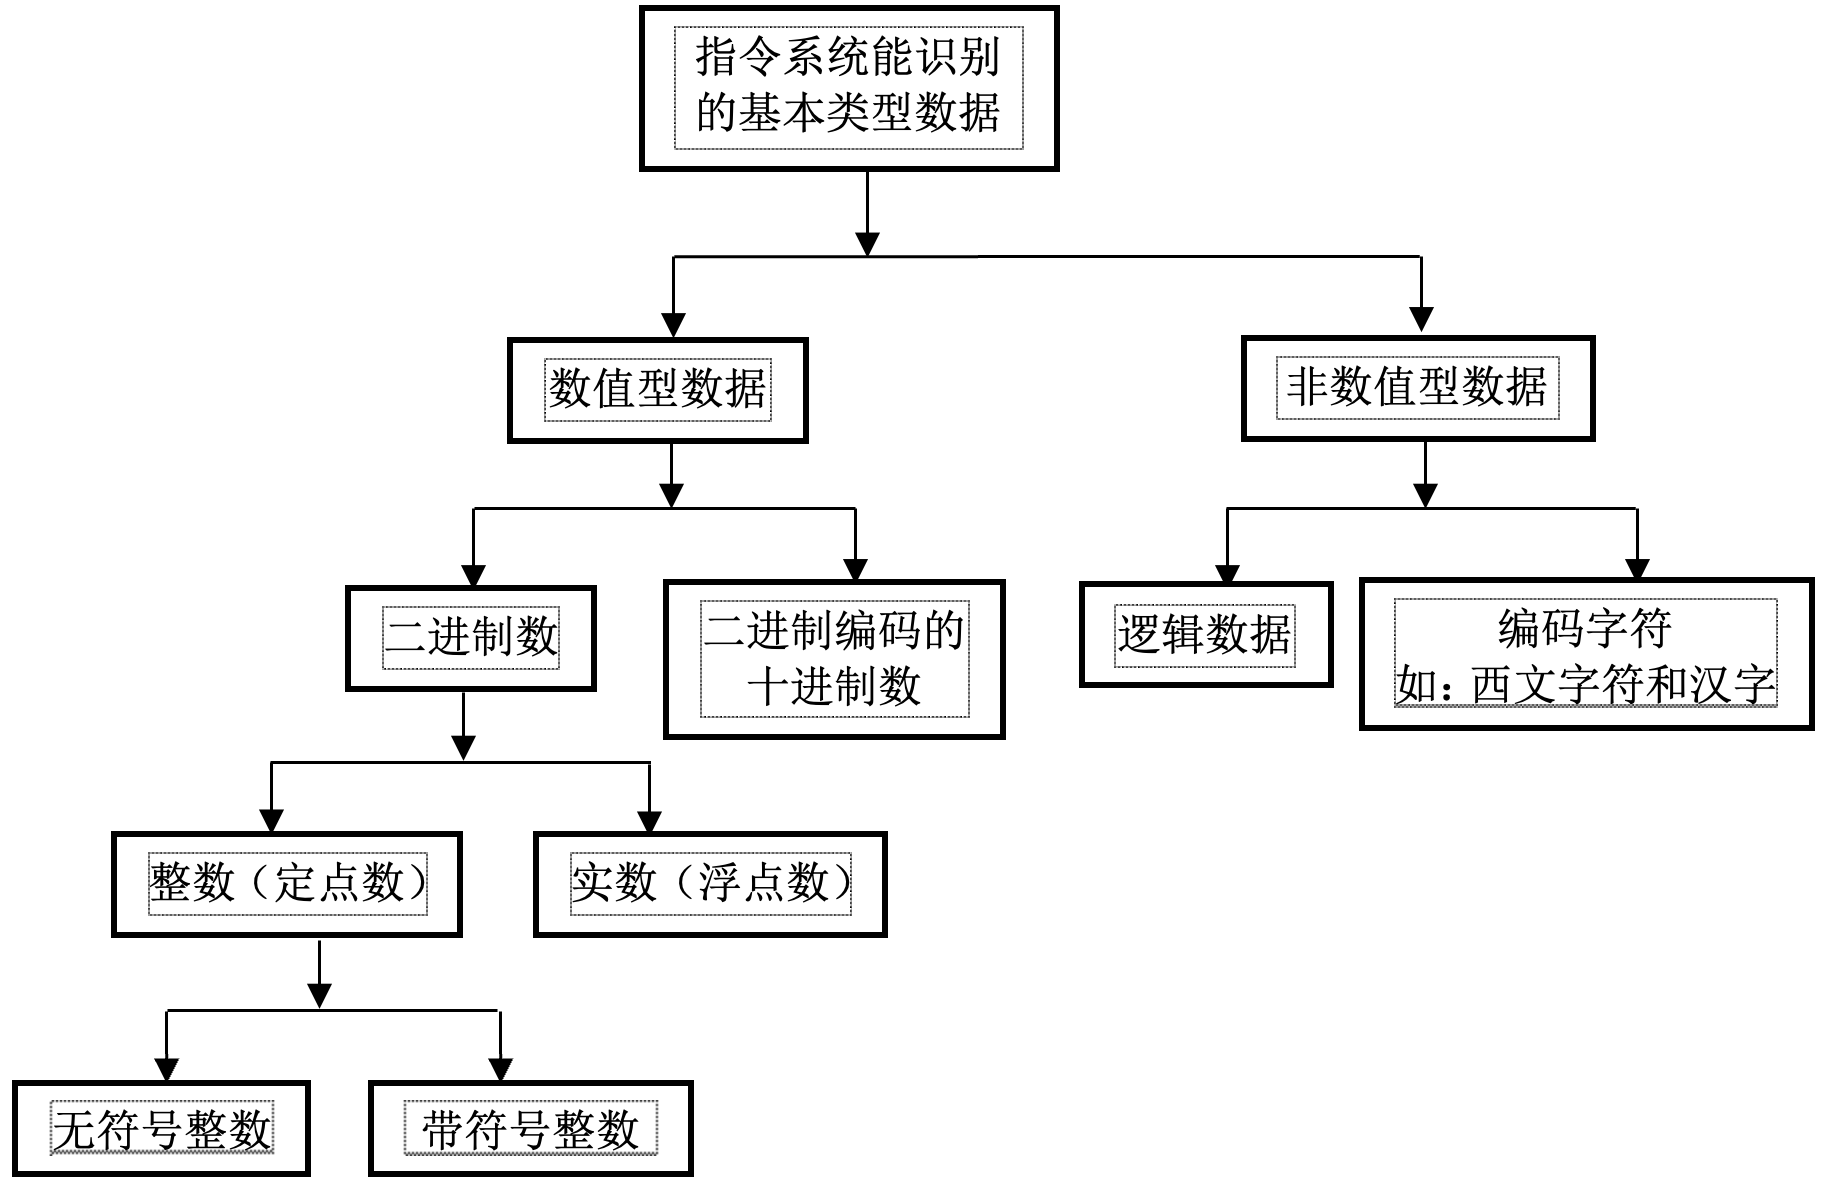 指令系统能识别
的基本类型数据
数值型数据
非数值型数据
二进制数
二进制编码的
十进制数
逻辑数据
编码字符
如：西文字符和汉字
整数（定点数）
实数（浮点数）
无符号整数
带符号整数